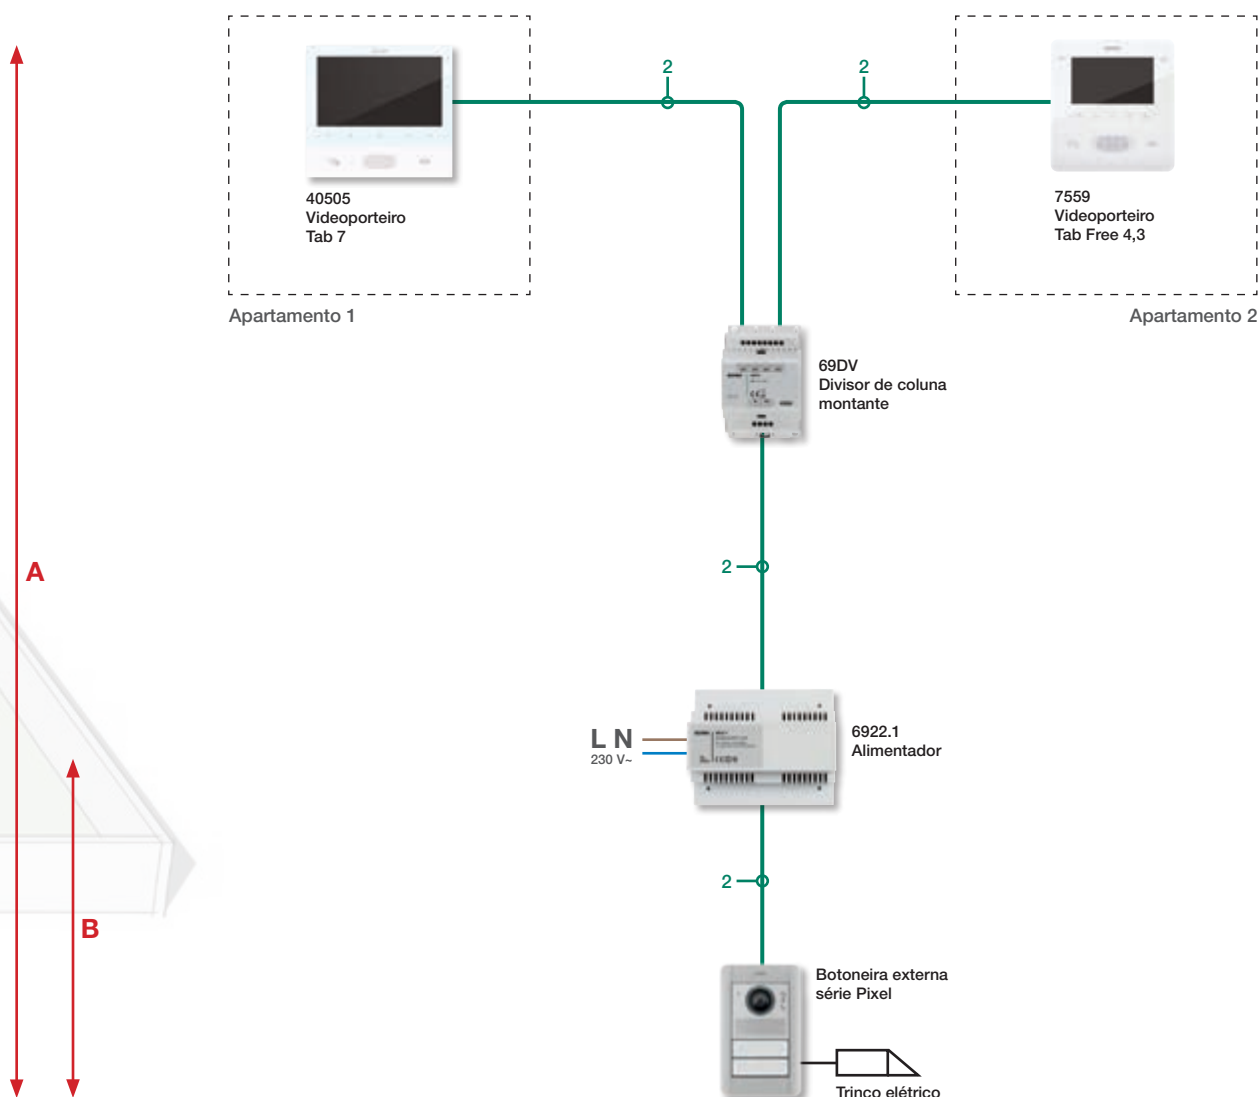 2
2
40505
Videoporteiro
Tab 7
7559
Videoporteiro
Tab Free 4,3
Apartamento 1
Apartamento 2
69DV
Divisor de coluna
montante
A
2
L N
230 V~
6922.1
Alimentador
2
B
Botoneira externa
série Pixel
Trinco elétrico